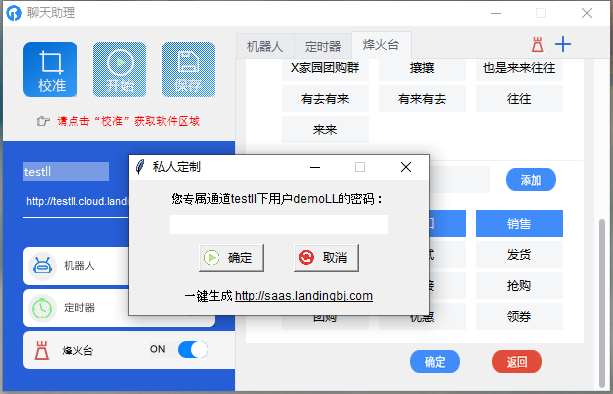 聊天助理
校准
开始
保存
请点击“校准”获取软件区域
testll
http://testll.cloud.land
机器人
定时器
烽火台
ON
机器人
定时器
烽火台
X家园团购群
攘攘
也是来来往往
有去有来
有来有去
往往
来来
添加
销售
发货
抢购
团购
优惠
领券
确定
返回
私人定制
您专属通道testll下用户demoLL的密码：
确定
取消
一键生成 http://saas.landingbj.com